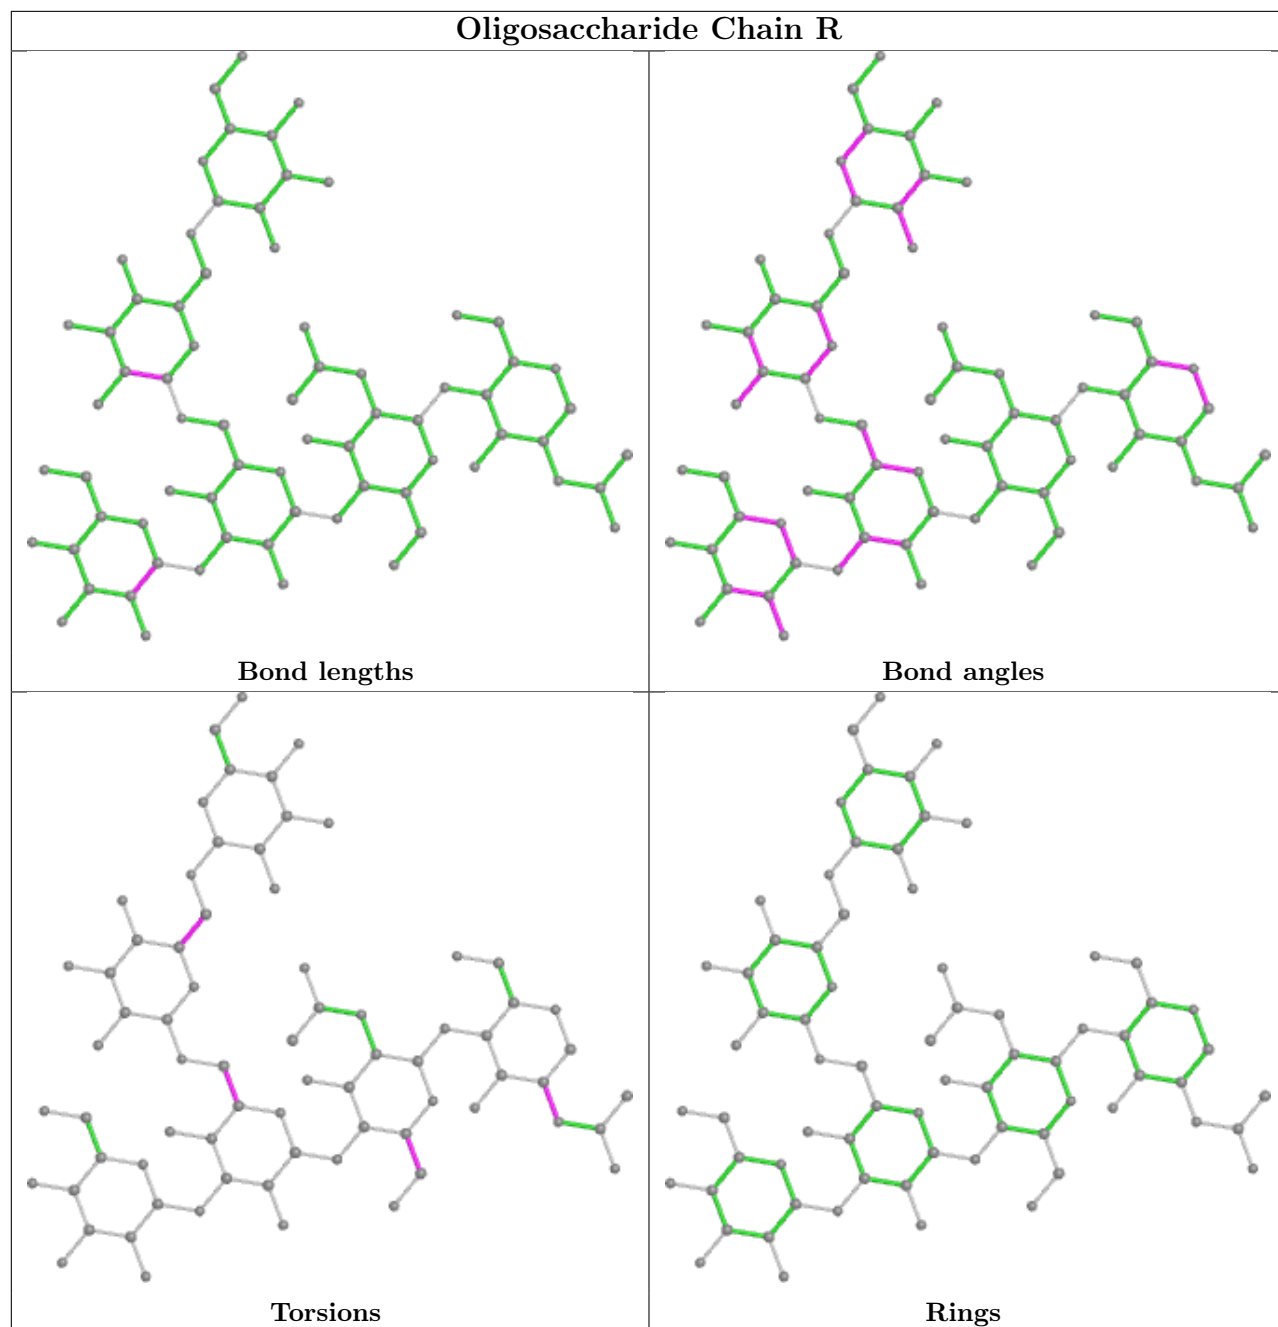 Oligosaccharide Chain R
Bond lengths
Bond angles
Torsions
Rings